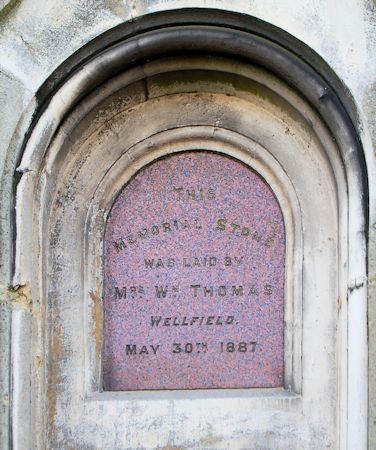 THIS
MEMORIAL STONE
WAS LAID BY
MRS WM THOMAS
WELLFIELD.
MAY 30TH 1887